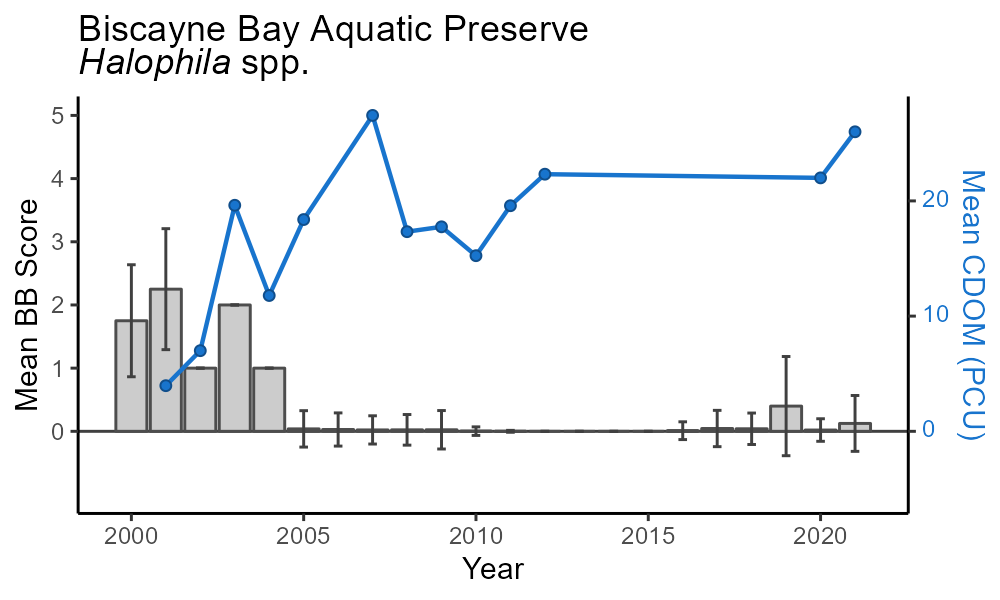 Biscayne Bay Aquatic Preserve
Halophila spp.
5
4
3
2
1
0
Mean BB Score
20
10
0
Mean CDOM (PCU)
2000
2005
2010
2015
2020
Year